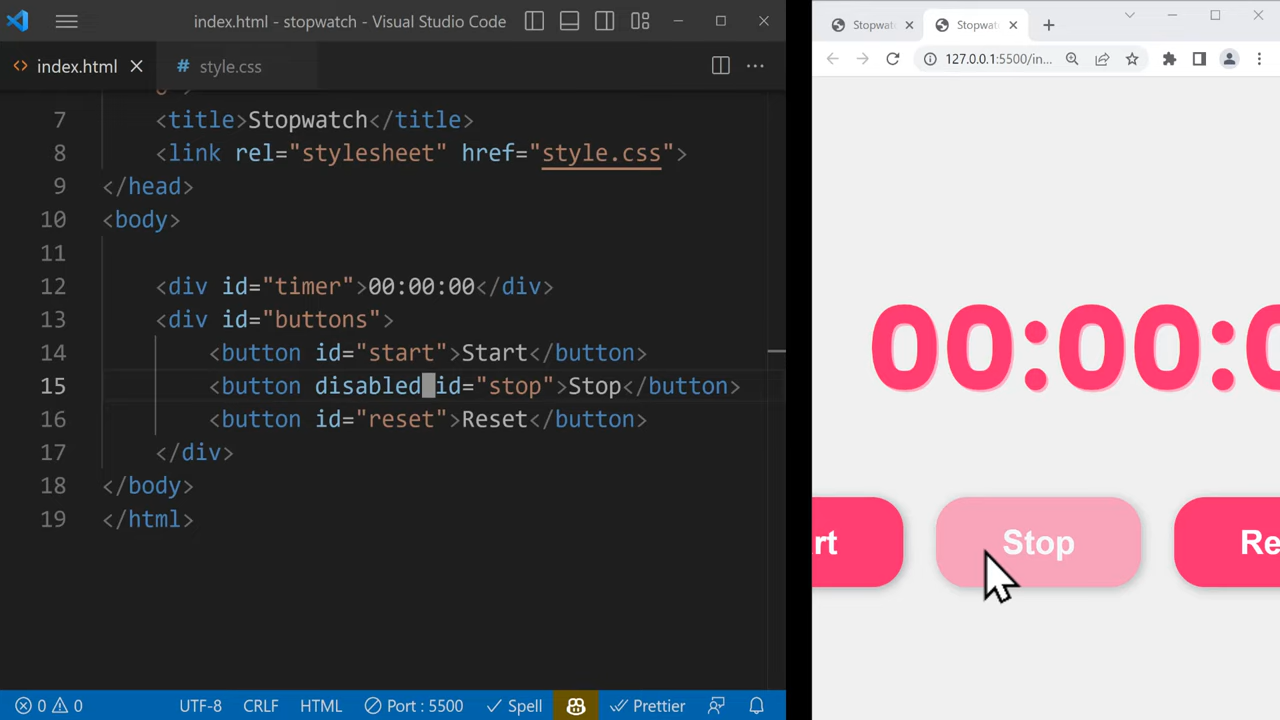 index.html - stopwatch - Visual Studio Code
index.html
style.css
7 <title>Stopwatch</title>
8 <link rel="stylesheet" href="style.css">
9 </head>
10 <body>
11
12 <div id="timer">00:00:00</div>
13 <div id="buttons">
14 <button id="start">Start</button>
15 <button disabled id="stop">Stop</button>
16 <button id="reset">Reset</button>
17 </div>
18 </body>
19 </html>
0 0 UTF-8 CRLF HTML Port : 5500 Spell Prettier
Stopwat
Stopwat
127.0.0.1:5500/in...
00:00:0
rt
Stop
Re